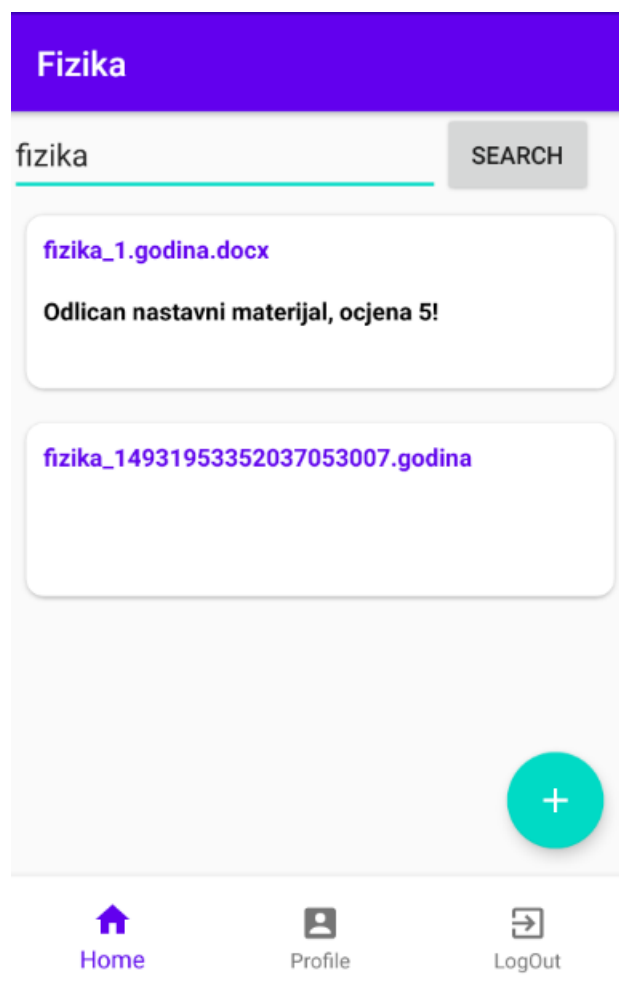 Fizika
fizika
SEARCH
fizika_1.godina.docx
Odlican nastavni materijal, ocjena 5!
fizika_14931953352037053007.godina
Home
Profile
LogOut